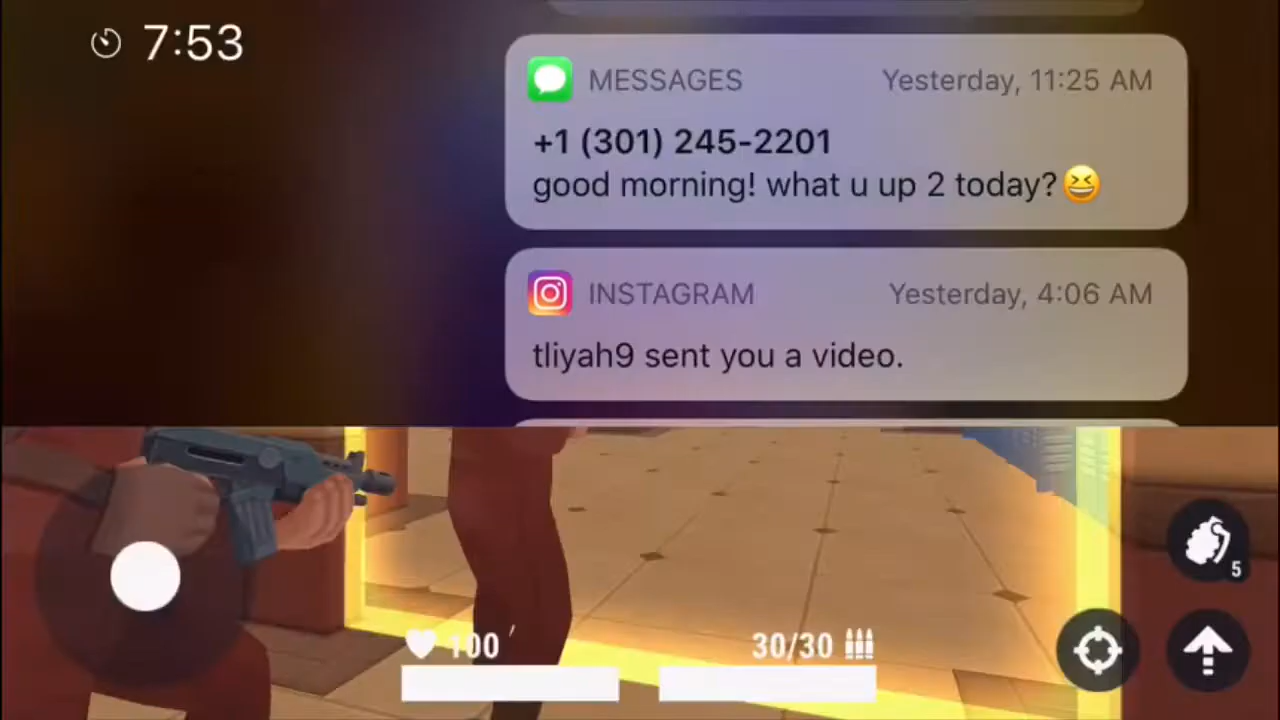 7:53
MESSAGES Yesterday, 11:25 AM
+1 (301) 245-2201
good morning! what u up 2 today?😆
INSTAGRAM Yesterday, 4:06 AM
tliyah9 sent you a video.
5
100
30/30